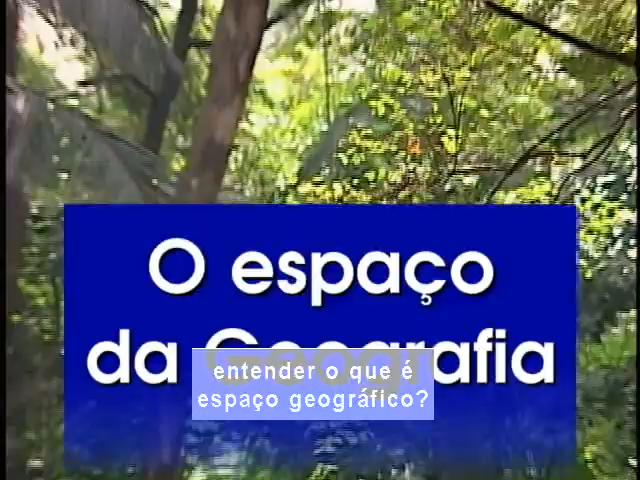 O espaço
da Geografia
entender o que é
espaço geográfico?